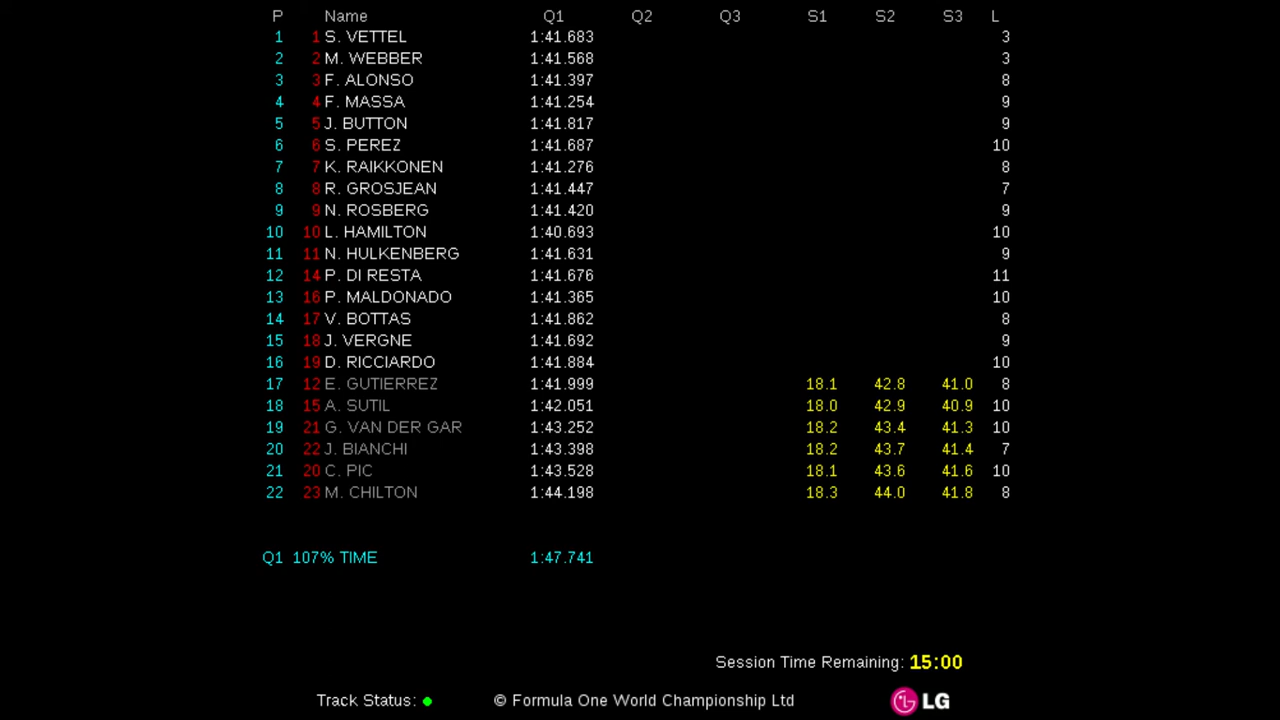 P Name Q1 Q2 Q3 S1 S2 S3 L
1 1 S. VETTEL 1:41.683 3
2 2 M. WEBBER 1:41.568 3
3 3 F. ALONSO 1:41.397 8
4 4 F. MASSA 1:41.254 9
5 5 J. BUTTON 1:41.817 9
6 6 S. PEREZ 1:41.687 10
7 7 K. RAIKKONEN 1:41.276 8
8 8 R. GROSJEAN 1:41.447 7
9 9 N. ROSBERG 1:41.420 9
10 10 L. HAMILTON 1:40.693 10
11 11 N. HULKENBERG 1:41.631 9
12 14 P. DI RESTA 1:41.676 11
13 16 P. MALDONADO 1:41.365 10
14 17 V. BOTTAS 1:41.862 8
15 18 J. VERGNE 1:41.692 9
16 19 D. RICCIARDO 1:41.884 10
17 12 E. GUTIERREZ 1:41.999 18.1 42.8 41.0 8
18 15 A. SUTIL 1:42.051 18.0 42.9 40.9 10
19 21 G. VAN DER GAR 1:43.252 18.2 43.4 41.3 10
20 22 J. BIANCHI 1:43.398 18.2 43.7 41.4 7
21 20 C. PIC 1:43.528 18.1 43.6 41.6 10
22 23 M. CHILTON 1:44.198 18.3 44.0 41.8 8
Q1 107% TIME 1:47.741
Session Time Remaining: 15:00
Track Status: © Formula One World Championship Ltd LG